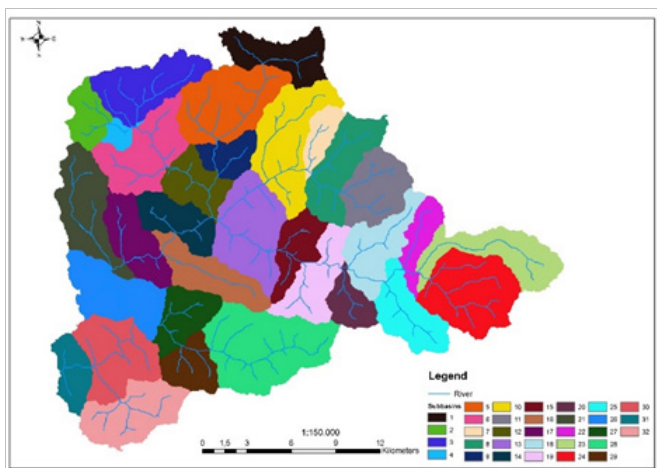 N
1:150.000
0 1,5 3 6 9 12
Kilometers
Legend
River
Subbasins 5 10 15 20 25 30
1 6 11 16 21 26 31
2 7 12 17 22 27 32
3 8 13 18 23 28
4 9 14 19 24 29